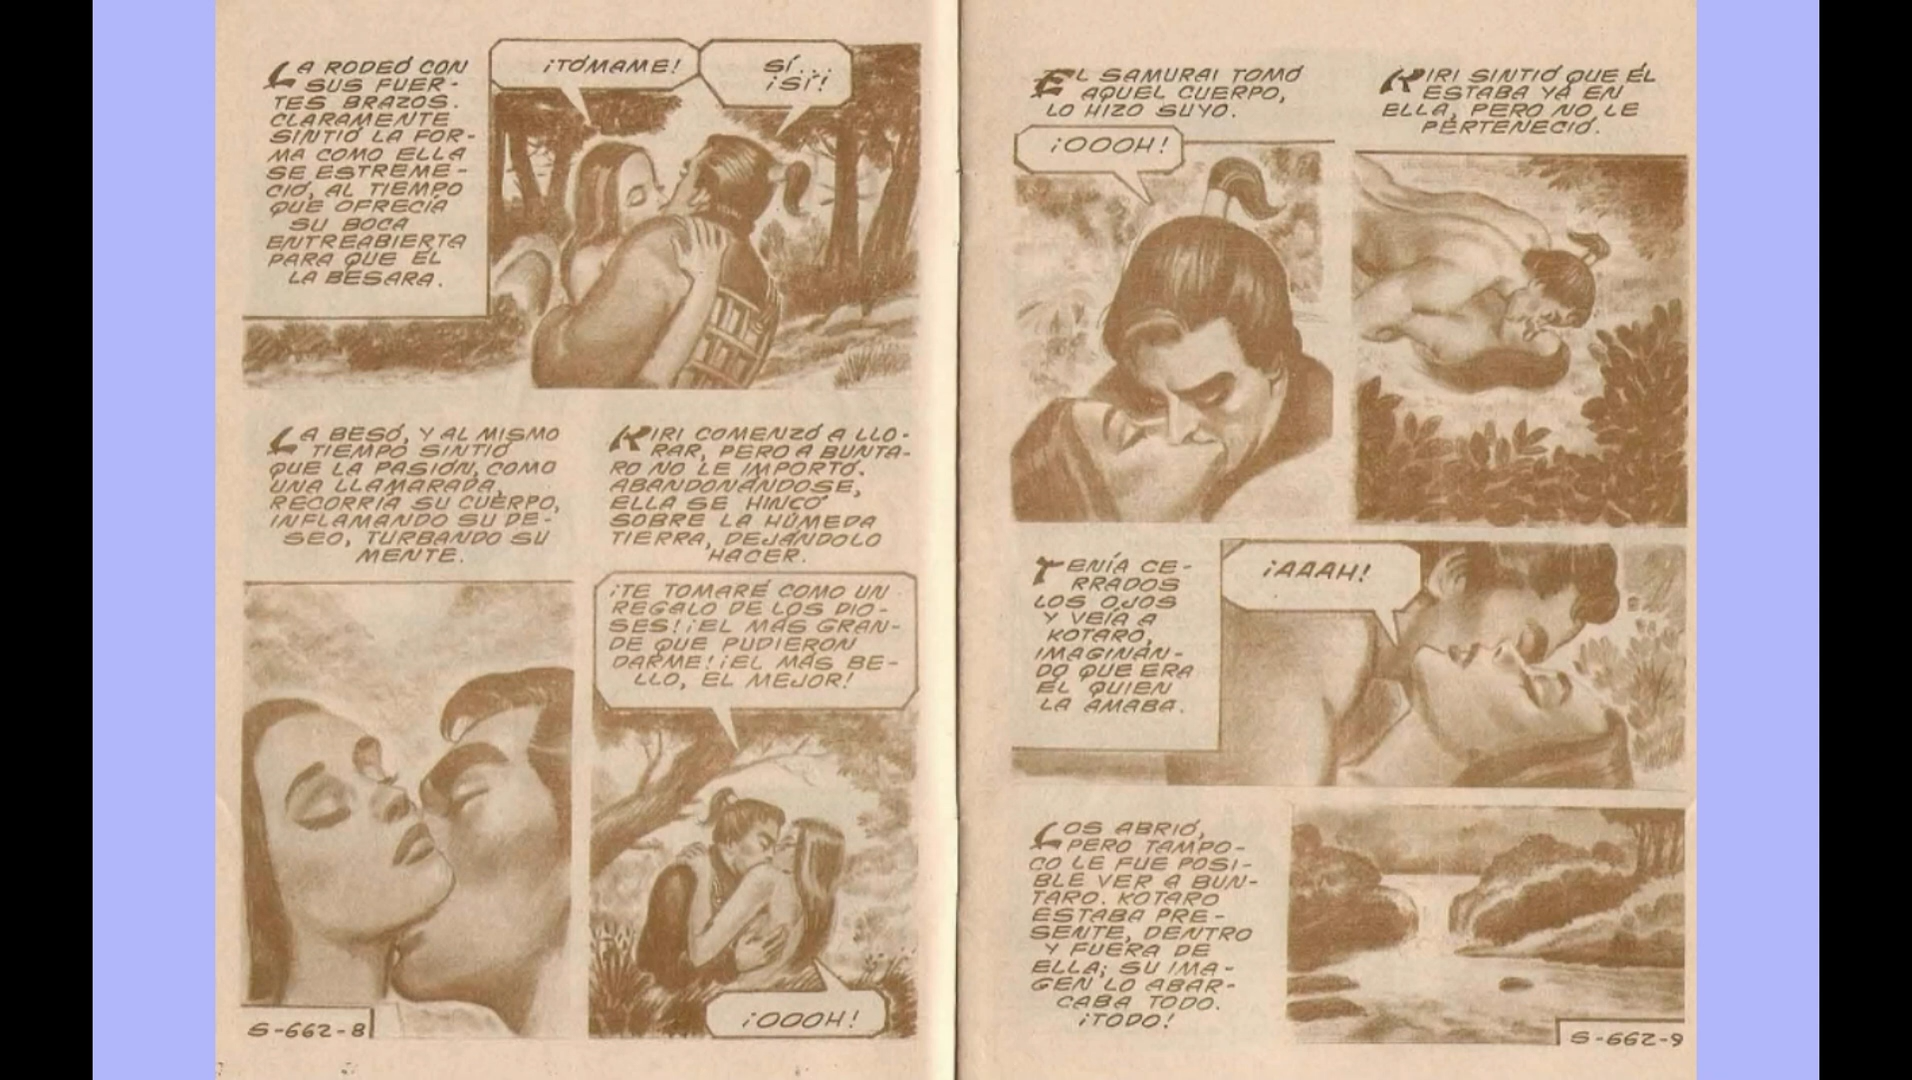 LA RODEÓ CON
SUS FUER-
TES BRAZOS.
CLARAMENTE
SINTIÓ LA FOR-
MA COMO ELLA
SE ESTREME-
CIÓ, AL TIEMPO
QUE OFRECÍA
SU BOCA
ENTREABIERTA
PARA QUE ÉL
LA BESARA.
¡TÓMAME!
SÍ...
¡SÍ!
LA BESÓ, Y AL MISMO
TIEMPO SINTIÓ
QUE LA PASIÓN, COMO
UNA LLAMARADA,
RECORRÍA SU CUERPO,
INFLAMANDO SU DE-
SEO, TURBANDO SU
MENTE.
KIRI COMENZÓ A LLO-
RAR, PERO A BUNTA-
RO NO LE IMPORTÓ.
ABANDONÁNDOSE,
ELLA SE HINCÓ
SOBRE LA HÚMEDA
TIERRA, DEJÁNDOLO
HACER.
¡TE TOMARÉ COMO UN
REGALO DE LOS DIO-
SES! ¡EL MÁS GRAN-
DE QUE PUDIERON
DARME! ¡EL MÁS BE-
LLO, EL MEJOR!
¡OOOH!
S-662-8
EL SAMURAI TOMÓ
AQUEL CUERPO,
LO HIZO SUYO.
¡OOOH!
KIRI SINTIÓ QUE ÉL
ESTABA YA EN
ELLA, PERO NO LE
PERTENECIÓ.
TENÍA CE-
RRADOS
LOS OJOS
Y VEÍA A
KOTARO,
IMAGINÁN-
DO QUE ERA
ÉL QUIEN
LA AMABA.
¡AAAH!
LOS ABRIÓ,
PERO TAMPO-
CO LE FUE POSI-
BLE VER A BUN-
TARO. KOTARO
ESTABA PRE-
SENTE, DENTRO
Y FUERA DE
ELLA; SU IMA-
GEN LO ABAR-
CABA TODO.
¡TODO!
S-662-9